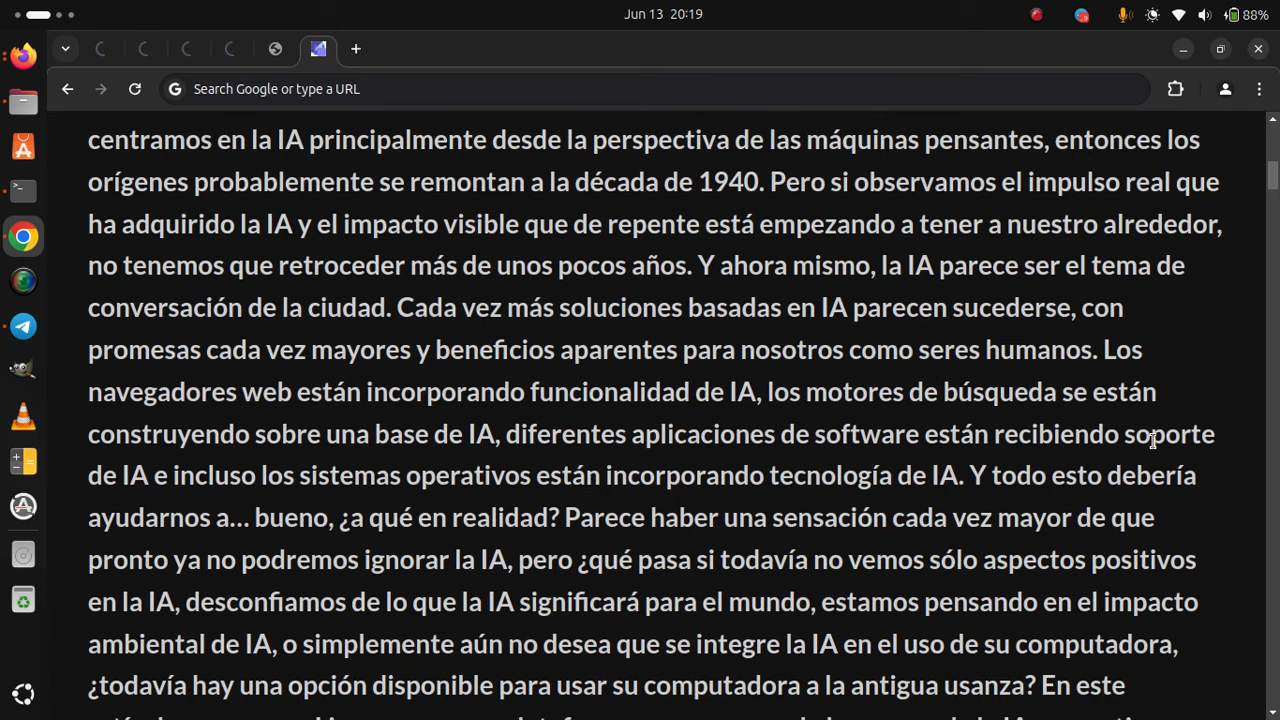 Jun 13 20:19
88%
Search Google or type a URL
centramos en la IA principalmente desde la perspectiva de las máquinas pensantes, entonces los
orígenes probablemente se remontan a la década de 1940. Pero si observamos el impulso real que
ha adquirido la IA y el impacto visible que de repente está empezando a tener a nuestro alrededor,
no tenemos que retroceder más de unos pocos años. Y ahora mismo, la IA parece ser el tema de
conversación de la ciudad. Cada vez más soluciones basadas en IA parecen sucederse, con
promesas cada vez mayores y beneficios aparentes para nosotros como seres humanos. Los
navegadores web están incorporando funcionalidad de IA, los motores de búsqueda se están
construyendo sobre una base de IA, diferentes aplicaciones de software están recibiendo soporte
de IA e incluso los sistemas operativos están incorporando tecnología de IA. Y todo esto debería
ayudarnos a… bueno, ¿a qué en realidad? Parece haber una sensación cada vez mayor de que
pronto ya no podremos ignorar la IA, pero ¿qué pasa si todavía no vemos sólo aspectos positivos
en la IA, desconfiamos de lo que la IA significará para el mundo, estamos pensando en el impacto
ambiental de IA, o simplemente aún no desea que se integre la IA en el uso de su computadora,
¿todavía hay una opción disponible para usar su computadora a la antigua usanza? En este